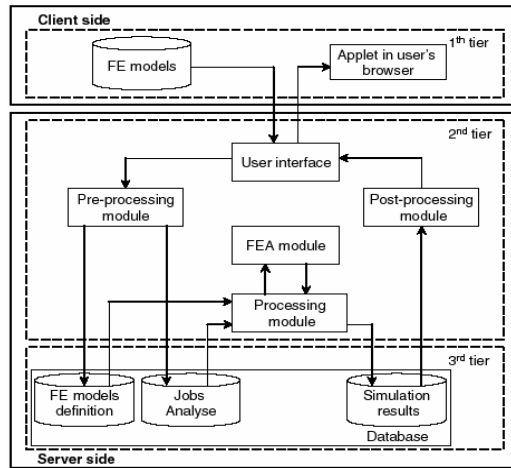 Client side
1th tier
FE models
Applet in user's
browser
2nd tier
User interface
Pre-processing
module
Post-processing
module
FEA module
Processing
module
3rd tier
FE models
definition
Jobs
Analyse
Simulation
results
Database
Server side